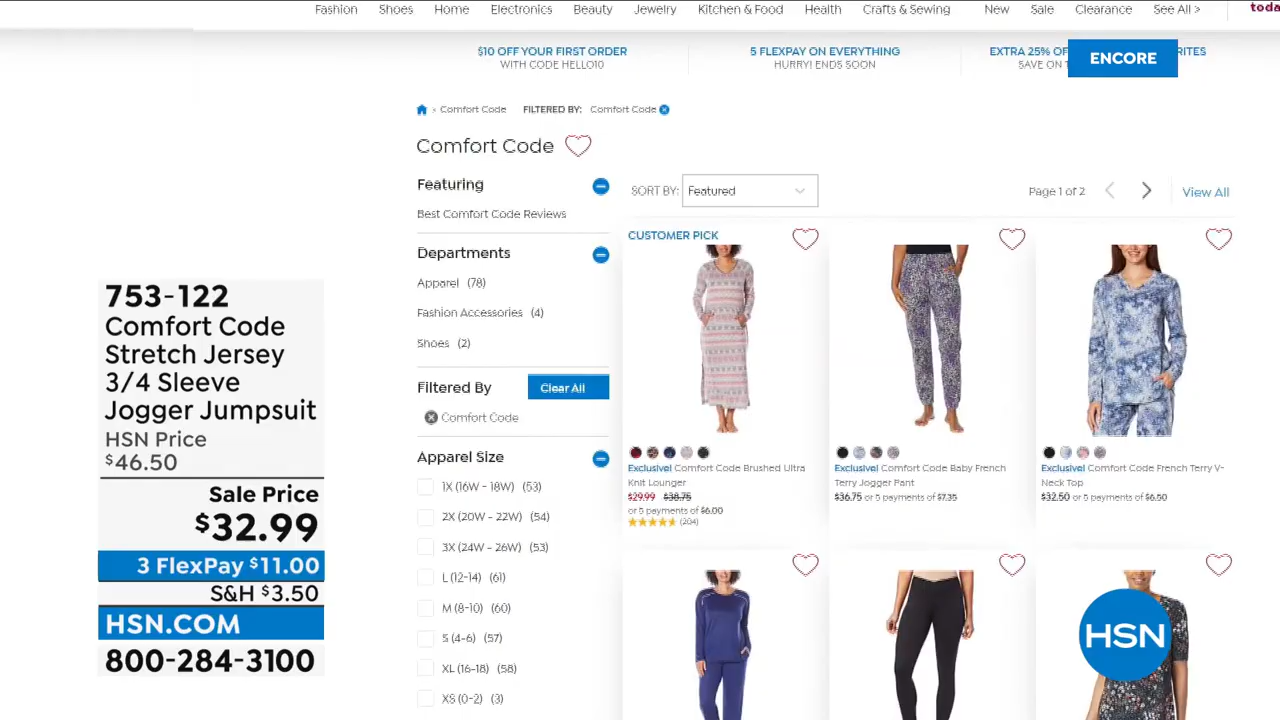 Fashion Shoes Home Electronics Beauty Jewelry Kitchen & Food Health Crafts & Sewing New Sale Clearance See All > toda
$10 OFF YOUR FIRST ORDER
WITH CODE HELLO10
5 FLEXPAY ON EVERYTHING
HURRY! ENDS SOON
EXTRA 25% OF
RITES
SAVE ON
ENCORE
> Comfort Code FILTERED BY: Comfort Code
Comfort Code
Featuring
Best Comfort Code Reviews
Departments
Apparel (78)
Fashion Accessories (4)
Shoes (2)
Filtered By
Clear All
Comfort Code
Apparel Size
1X (16W - 18W) (53)
2X (20W - 22W) (54)
3X (24W - 26W) (53)
L (12-14) (61)
M (8-10) (60)
S (4-6) (57)
XL (16-18) (58)
XS (0-2) (3)
SORT BY: Featured
Page 1 of 2
View All
CUSTOMER PICK
Exclusive! Comfort Code Brushed Ultra
Knit Lounger
$29.99 $38.75
or 5 payments of $6.00
(204)
Exclusive! Comfort Code Baby French
Terry Jogger Pant
$36.75 or 5 payments of $7.35
Exclusive! Comfort Code French Terry V-
Neck Top
$32.50 or 5 payments of $6.50
753-122
Comfort Code
Stretch Jersey
3/4 Sleeve
Jogger Jumpsuit
HSN Price
$46.50
Sale Price
$32.99
3 FlexPay $11.00
S&H $3.50
HSN.COM
800-284-3100
HSN